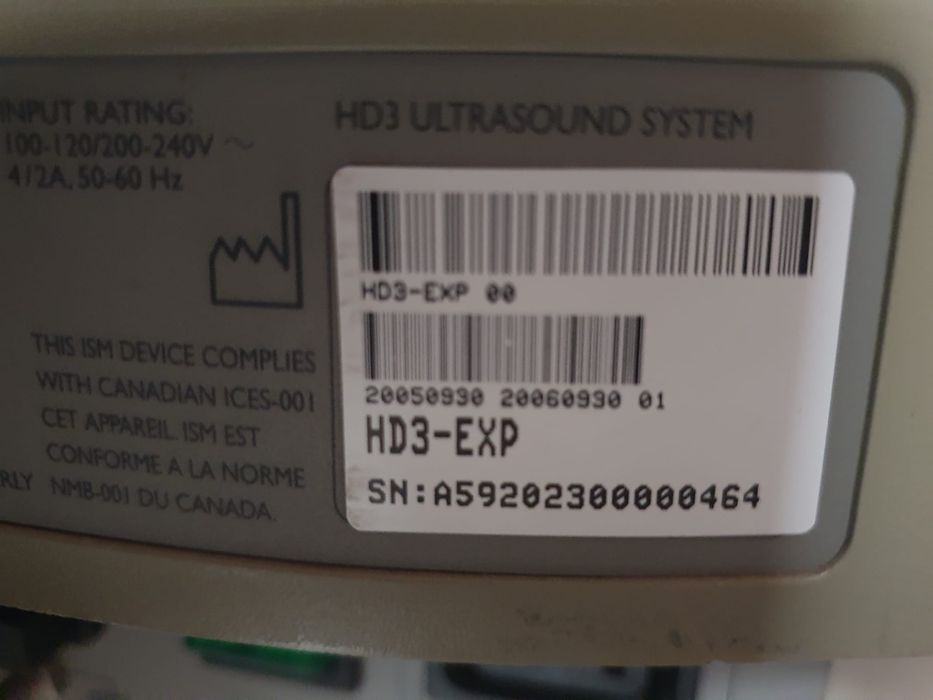 INPUT RATING:
100-120/200-240V ~
4/2A, 50-60 Hz
THIS ISM DEVICE COMPLIES
WITH CANADIAN ICES-001
CET APPAREIL ISM EST
CONFORME A LA NORME
NMB-001 DU CANADA.
HD3 ULTRASOUND SYSTEM
HD3-EXP 00
20050930 20060930 01
HD3-EXP
SN:A592023000000464